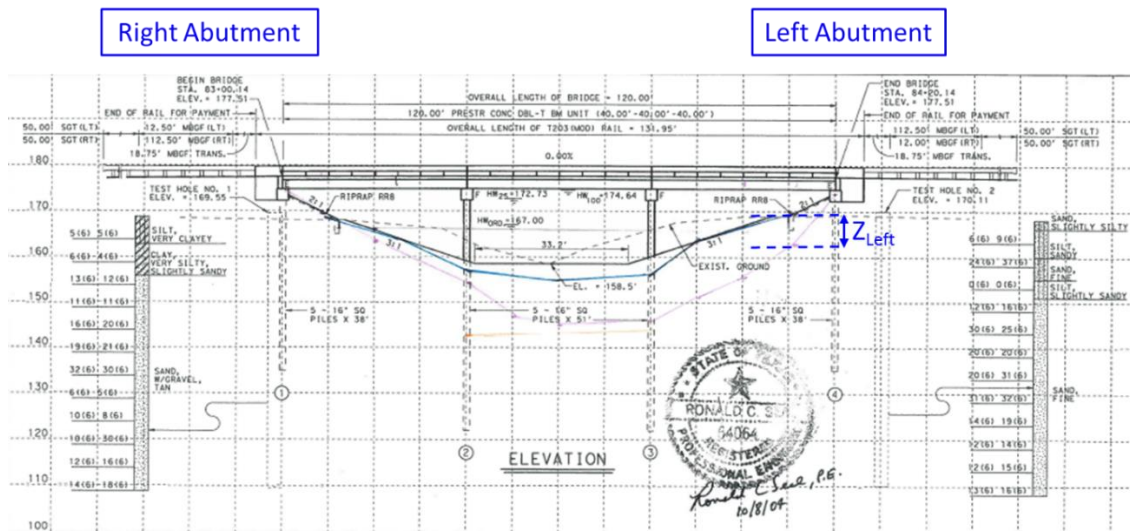 Right Abutment
Left Abutment
BEGIN BRIDGE
STA. 83+00.14
ELEV. = 177.51
END BRIDGE
STA. 84+20.14
ELEV. = 177.51
OVERALL LENGTH OF BRIDGE = 120.00'
120.00' PRESTR CONC DBL-T BM UNIT (40.00'-40.00'-40.00')
OVERALL LENGTH OF T203(MOD) RAIL = 131.95'
END OF RAIL FOR PAYMENT
END OF RAIL FOR PAYMENT
50.00' SGT(LT)
12.50' MBGF(LT)
50.00' SGT(RT)
112.50' MBGF(RT)
18.75' MBGF TRANS.
112.50' MBGF(LT)
50.00' SGT(LT)
12.00' MBGF(RT)
50.00' SGT(RT)
18.75' MBGF TRANS.
0.00%
180
170
160
150
140
130
120
110
100
TEST HOLE NO. 1
ELEV. = 169.55
RIPRAP RR8
2:1
3:1
F
HW25 = 172.73
HW100 = 174.64
F
HWORD = 167.00
RIPRAP RR8
2:1
3:1
TEST HOLE NO. 2
ELEV. = 170.11
ZLeft
33.2'
EXIST. GROUND
EL. = 158.5'
5 - 16" SQ
PILES X 38'
5 - 16" SQ
PILES X 51'
5 - 16" SQ
PILES X 38'
5(6) 5(6)
6(6) 4(6)
13(6) 12(6)
11(6) 11(6)
16(6) 20(6)
19(6) 21(6)
32(6) 30(6)
6(6) 5(6)
10(6) 8(6)
10(6) 30(6)
12(6) 16(6)
14(6) 18(6)
SILT,
VERY CLAYEY
CLAY,
VERY SILTY,
SLIGHTLY SANDY
SAND,
W/GRAVEL,
TAN
6(6) 9(6)
24(6) 37(6)
0(6) 0(6)
12(6) 16(6)
30(6) 25(6)
20(6) 20(6)
20(6) 31(6)
31(6) 32(6)
14(6) 19(6)
12(6) 14(6)
12(6) 15(6)
13(6) 16(6)
SAND,
SLIGHTLY SILTY
SILT,
SANDY
SAND,
FINE
SILT,
SLIGHTLY SANDY
SAND,
FINE
1
2
3
4
ELEVATION
STATE OF
RONALD C.
64064
REGISTERED
PROFESSIONAL
Ronald C Seal, P.E.
10/8/04